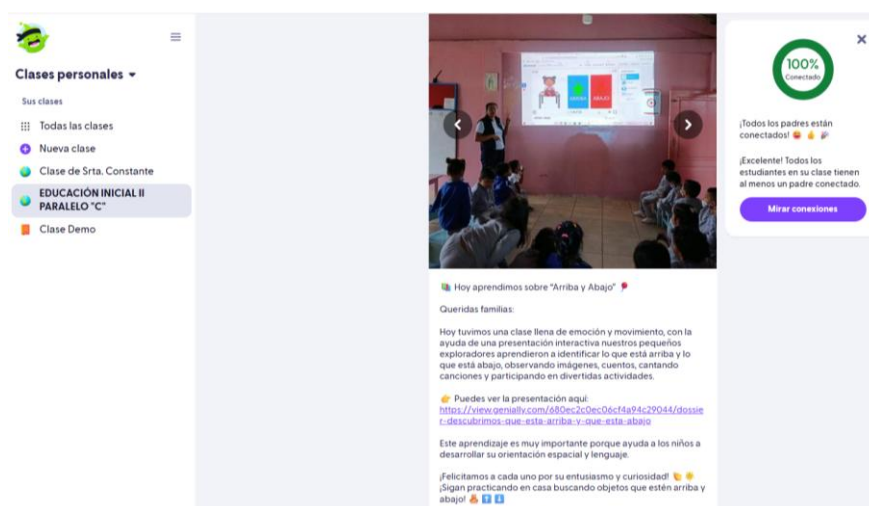 Clases personales
Sus clases
Todas las clases
Nueva clase
Clase de Srta. Constante
EDUCACIÓN INICIAL II
PARALELO "C"
Clase Demo
Hoy aprendimos sobre "Arriba y Abajo"
Queridas familias:
Hoy tuvimos una clase llena de emoción y movimiento, con la
ayuda de una presentación interactiva nuestros pequeños
exploradores aprendieron a identificar lo que está arriba y lo
que está abajo, observando imágenes, cuentos, cantando
canciones y participando en divertidas actividades.
Puedes ver la presentación aquí:
https://view.genially.com/680ec2c0ec06cf4a94c29044/dossie
r-descubrimos-que-esta-arriba-y-que-esta-abajo
Este aprendizaje es muy importante porque ayuda a los niños a
desarrollar su orientación espacial y lenguaje.
¡Felicitamos a cada uno por su entusiasmo y curiosidad!
¡Sigan practicando en casa buscando objetos que estén arriba y
abajo!
100%
Conectado
¡Todos los padres están
conectados!
¡Excelente! Todos los
estudiantes en su clase tienen
al menos un padre conectado.
Mirar conexiones